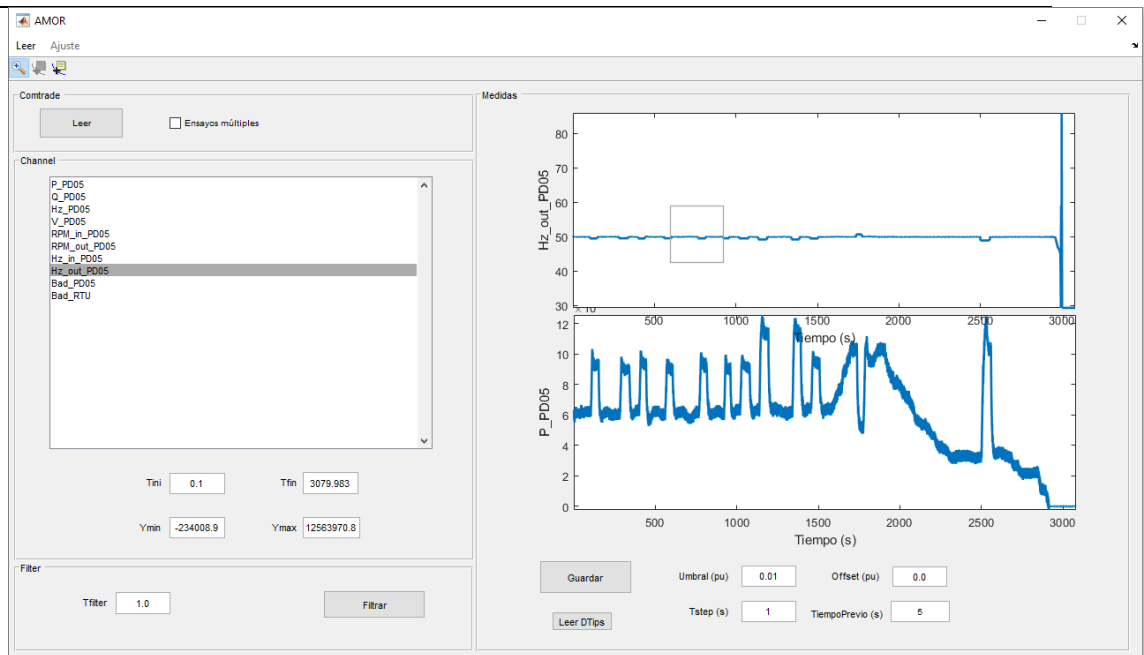 AMOR
Leer Ajuste
Comtrade
Leer
Ensayos múltiples
Channel
P_PD05
Q_PD05
Hz_PD05
V_PD05
RPM_in_PD05
RPM_out_PD05
Hz_in_PD05
Hz_out_PD05
Bad_PD05
Bad_RTU
Tini 0.1 Tfin 3079.983
Ymin -234008.9 Ymax 12563970.8
Filter
Tfilter 1.0 Filtrar
Medidas
Hz_out_PD05
80
70
60
50
40
30
500 1000 1500 2000 2500 3000
Tiempo (s)
P_PD05
12
10
8
6
4
2
0
500 1000 1500 2000 2500 3000
Tiempo (s)
Guardar Umbral (pu) 0.01 Offset (pu) 0.0
Leer DTips Tstep (s) 1 TiempoPrevio (s) 5